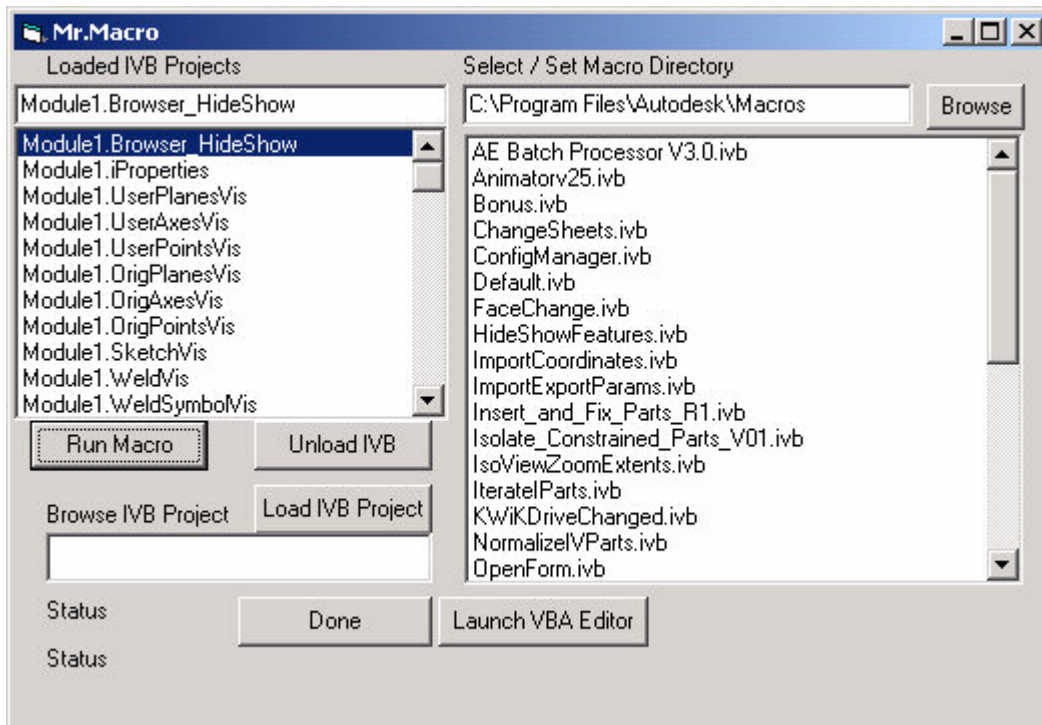 Mr.Macro
Loaded IVB Projects
Module1.Browser_HideShow
Module1.Browser_HideShow
Module1.iProperties
Module1.UserPlanesVis
Module1.UserAxesVis
Module1.UserPointsVis
Module1.OrigPlanesVis
Module1.OrigAxesVis
Module1.OrigPointsVis
Module1.SketchVis
Module1.WeldVis
Module1.WeldSymbolVis
Run Macro
Unload IVB
Browse IVB Project
Load IVB Project
Select / Set Macro Directory
C:\Program Files\Autodesk\Macros
Browse
AE Batch Processor V3.0.ivb
Animatorv25.ivb
Bonus.ivb
ChangeSheets.ivb
ConfigManager.ivb
Default.ivb
FaceChange.ivb
HideShowFeatures.ivb
ImportCoordinates.ivb
ImportExportParams.ivb
Insert_and_Fix_Parts_R1.ivb
Isolate_Constrained_Parts_V01.ivb
IsoViewZoomExtents.ivb
IterateIParts.ivb
KWiKDriveChanged.ivb
NormalizeIVParts.ivb
OpenForm.ivb
Status
Done
Launch VBA Editor
Status